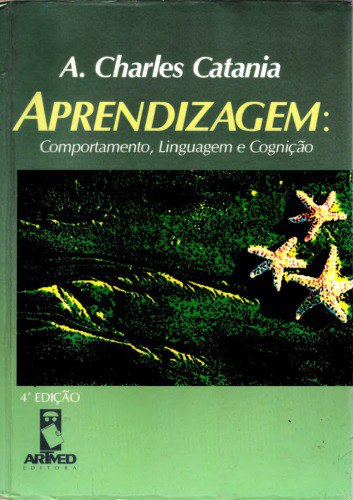 A. Charles Catania
APRENDIZAGEM:
Comportamento, Linguagem e Cognição
4ª EDIÇÃO
ARTMED
EDITORA